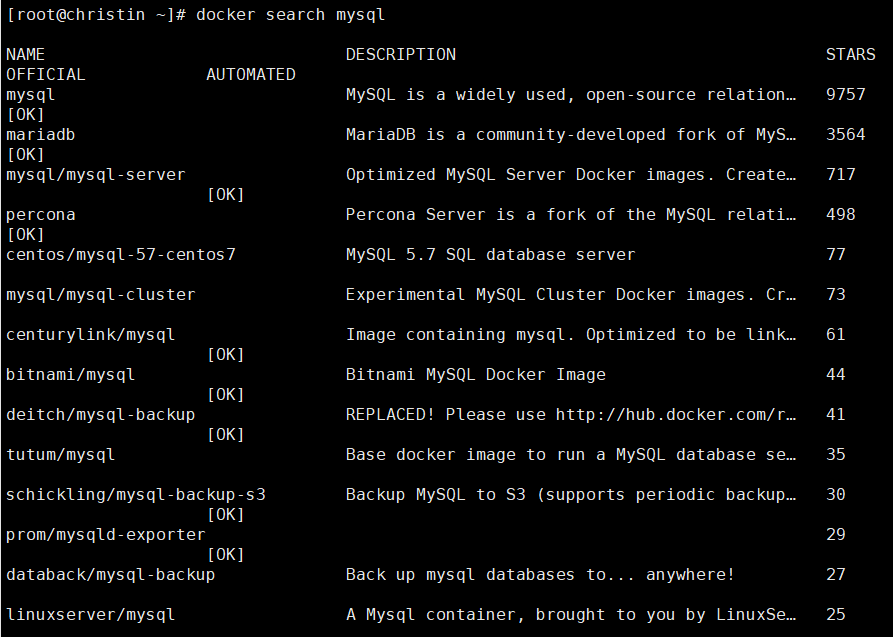 [root@christin ~]# docker search mysql
NAME DESCRIPTION STARS
OFFICIAL AUTOMATED
mysql MySQL is a widely used, open-source relation… 9757
[OK]
mariadb MariaDB is a community-developed fork of MyS… 3564
[OK]
mysql/mysql-server Optimized MySQL Server Docker images. Create… 717
[OK]
percona Percona Server is a fork of the MySQL relati… 498
[OK]
centos/mysql-57-centos7 MySQL 5.7 SQL database server 77
mysql/mysql-cluster Experimental MySQL Cluster Docker images. Cr… 73
centurylink/mysql Image containing mysql. Optimized to be link… 61
[OK]
bitnami/mysql Bitnami MySQL Docker Image 44
[OK]
deitch/mysql-backup REPLACED! Please use http://hub.docker.com/r… 41
[OK]
tutum/mysql Base docker image to run a MySQL database se… 35
schickling/mysql-backup-s3 Backup MySQL to S3 (supports periodic backup… 30
[OK]
prom/mysqld-exporter 29
[OK]
databack/mysql-backup Back up mysql databases to... anywhere! 27
linuxserver/mysql A Mysql container, brought to you by LinuxSe… 25